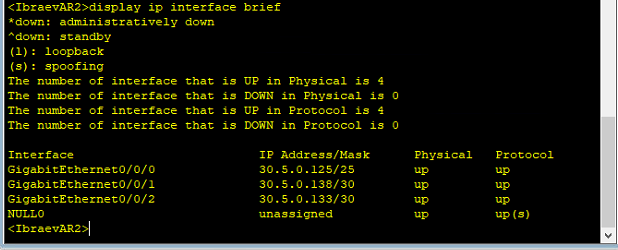 <IbraevAR2>display ip interface brief
*down: administratively down
^down: standby
(l): loopback
(s): spoofing
The number of interface that is UP in Physical is 4
The number of interface that is DOWN in Physical is 0
The number of interface that is UP in Protocol is 4
The number of interface that is DOWN in Protocol is 0
Interface IP Address/Mask Physical Protocol
GigabitEthernet0/0/0 30.5.0.125/25 up up
GigabitEthernet0/0/1 30.5.0.138/30 up up
GigabitEthernet0/0/2 30.5.0.133/30 up up
NULL0 unassigned up up(s)
<IbraevAR2>